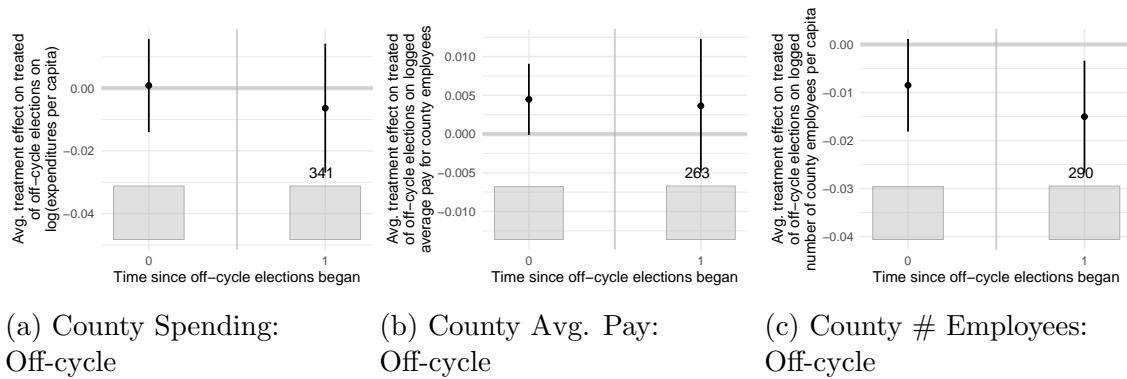 Avg. treatment effect on treated
of off−cycle elections on
log(expenditures per capita)
0.00
−0.02
−0.04
341
0
1
Time since off−cycle elections began
(a) County Spending:
Off-cycle
Avg. treatment effect on treated
of off−cycle elections on logged
average pay for county employees
0.010
0.005
0.000
−0.005
−0.010
263
0
1
Time since off−cycle elections began
(b) County Avg. Pay:
Off-cycle
Avg. treatment effect on treated
of off−cycle elections on logged
number of county employees per capita
0.00
−0.01
−0.02
−0.03
−0.04
290
0
1
Time since off−cycle elections began
(c) County # Employees:
Off-cycle